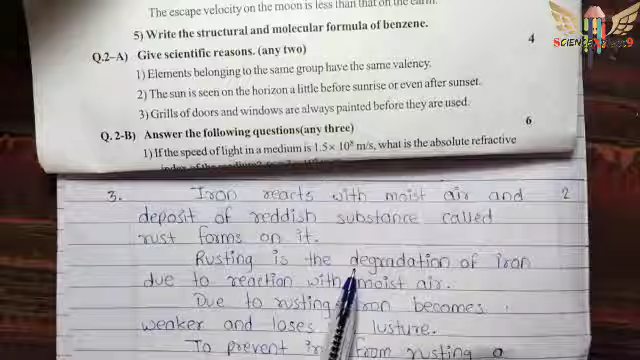 The escape velocity on the moon is less than that on the earth.
5) Write the structural and molecular formula of benzene.
Q.2-A) Give scientific reasons. (any two) 4
1) Elements belonging to the same group have the same valency.
2) The sun is seen on the horizon a little before sunrise or even after sunset.
3) Grills of doors and windows are always painted before they are used.
Q. 2-B) Answer the following questions(any three) 6
1) If the speed of light in a medium is 1.5× 10⁸ m/s, what is the absolute refractive
3. Iron reacts with moist air and 2
deposit of reddish substance called
rust forms on it.
Rusting is the degradation of iron
due to reaction with moist air.
Due to rusting iron becomes
weaker and loses lusture.
To prevent from rusting a